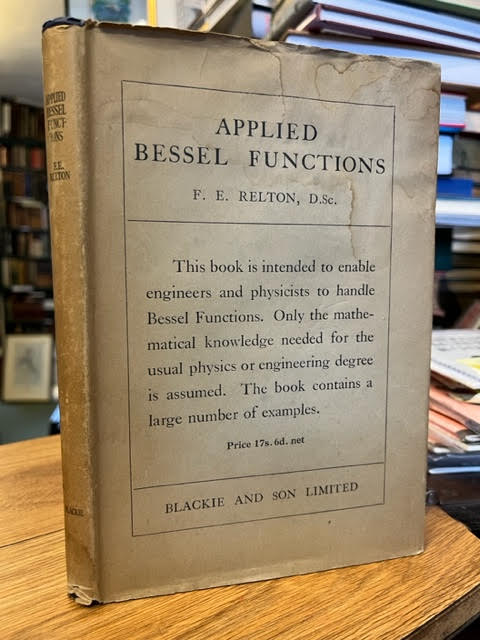 APPLIED
BESSEL FUNCTIONS
F. E. RELTON, D.Sc.
This book is intended to enable
engineers and physicists to handle
Bessel Functions. Only the mathe-
matical knowledge needed for the
usual physics or engineering degree
is assumed. The book contains a
large number of examples.
Price 17s. 6d. net
BLACKIE AND SON LIMITED
APPLIED
BESSEL
FUNCT-
IONS
F.E.
RELTON
BLACKIE